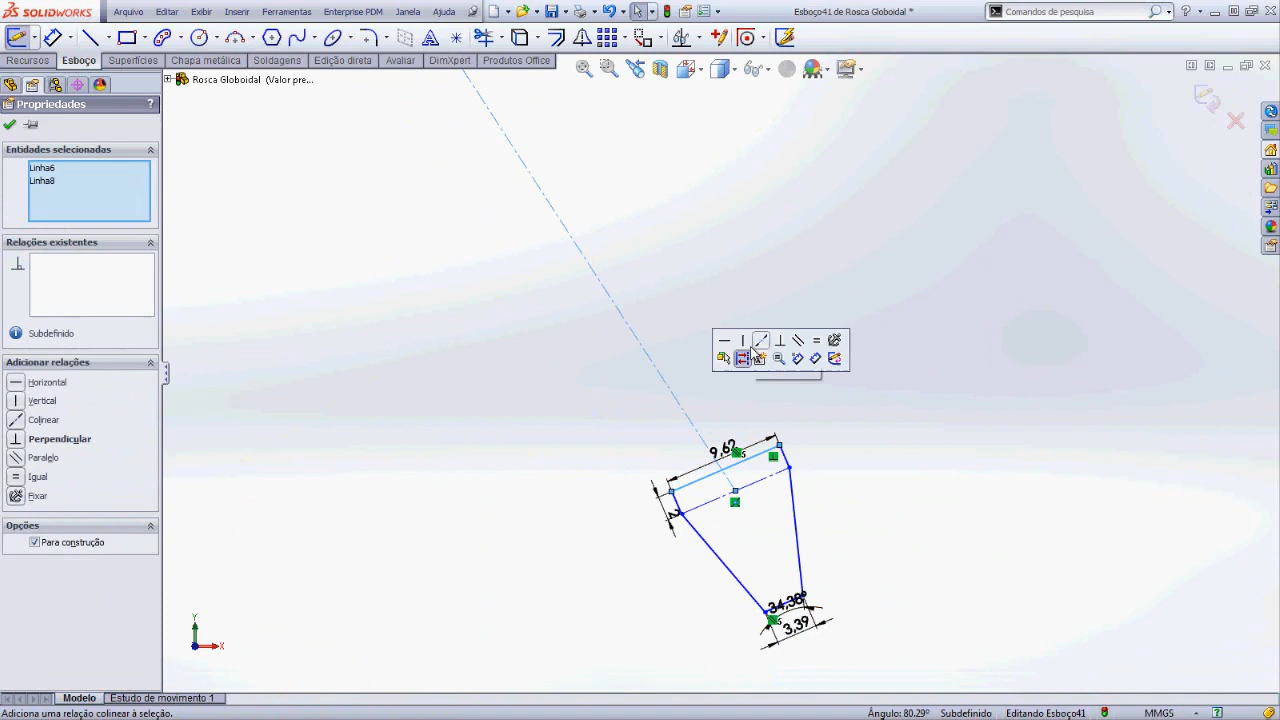 SOLIDWORKS
Arquivo Editar Exibir Inserir Ferramentas Enterprise PDM Janela Ajuda
Esboço41 de Rosca Globoidal *
Comandos de pesquisa
?
Recursos Esboço Superfícies Chapa metálica Soldagens Edição direta Avaliar DimXpert Produtos Office
Rosca Globoidal (Valor pre...
Propriedades ?
Entidades selecionadas
Linha6
Linha8
Relações existentes
Subdefinido
Adicionar relações
Horizontal
Vertical
Colinear
Perpendicular
Paralelo
Igual
Fixar
Opções
Para construção
9,62
2
34,38°
3,39
Y
X
Modelo Estudo de movimento 1
Adiciona uma relação colinear à seleção.
Ângulo: 80.29° Subdefinido Editando Esboço41 MMGS ?